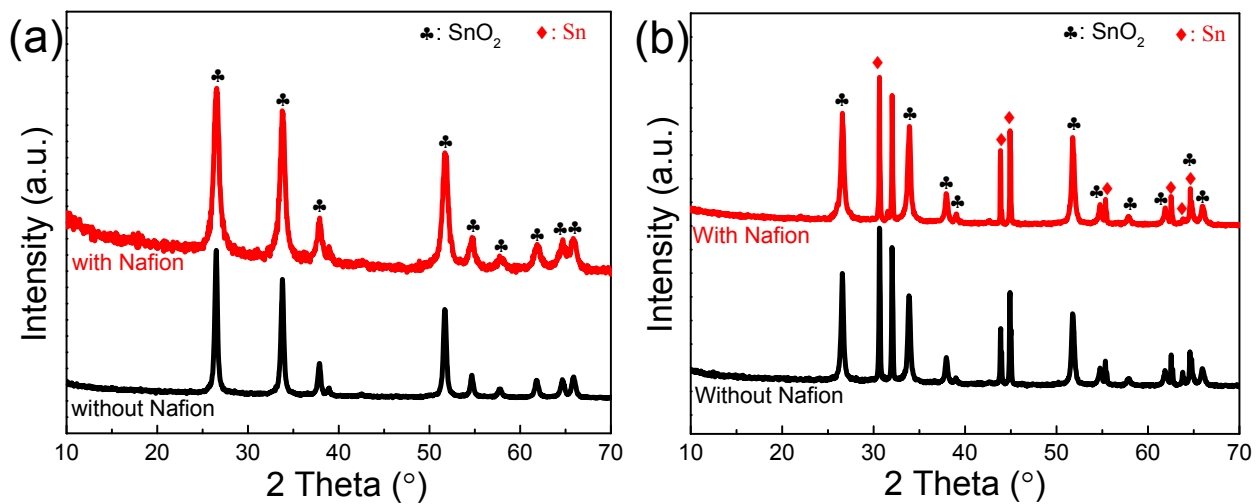 (a)
♣: SnO₂ ♦: Sn
Intensity (a.u.)
with Nafion
without Nafion
10 20 30 40 50 60 70
2 Theta (°)
(b)
♣: SnO₂ ♦: Sn
Intensity (a.u.)
With Nafion
Without Nafion
10 20 30 40 50 60 70
2 Theta (°)